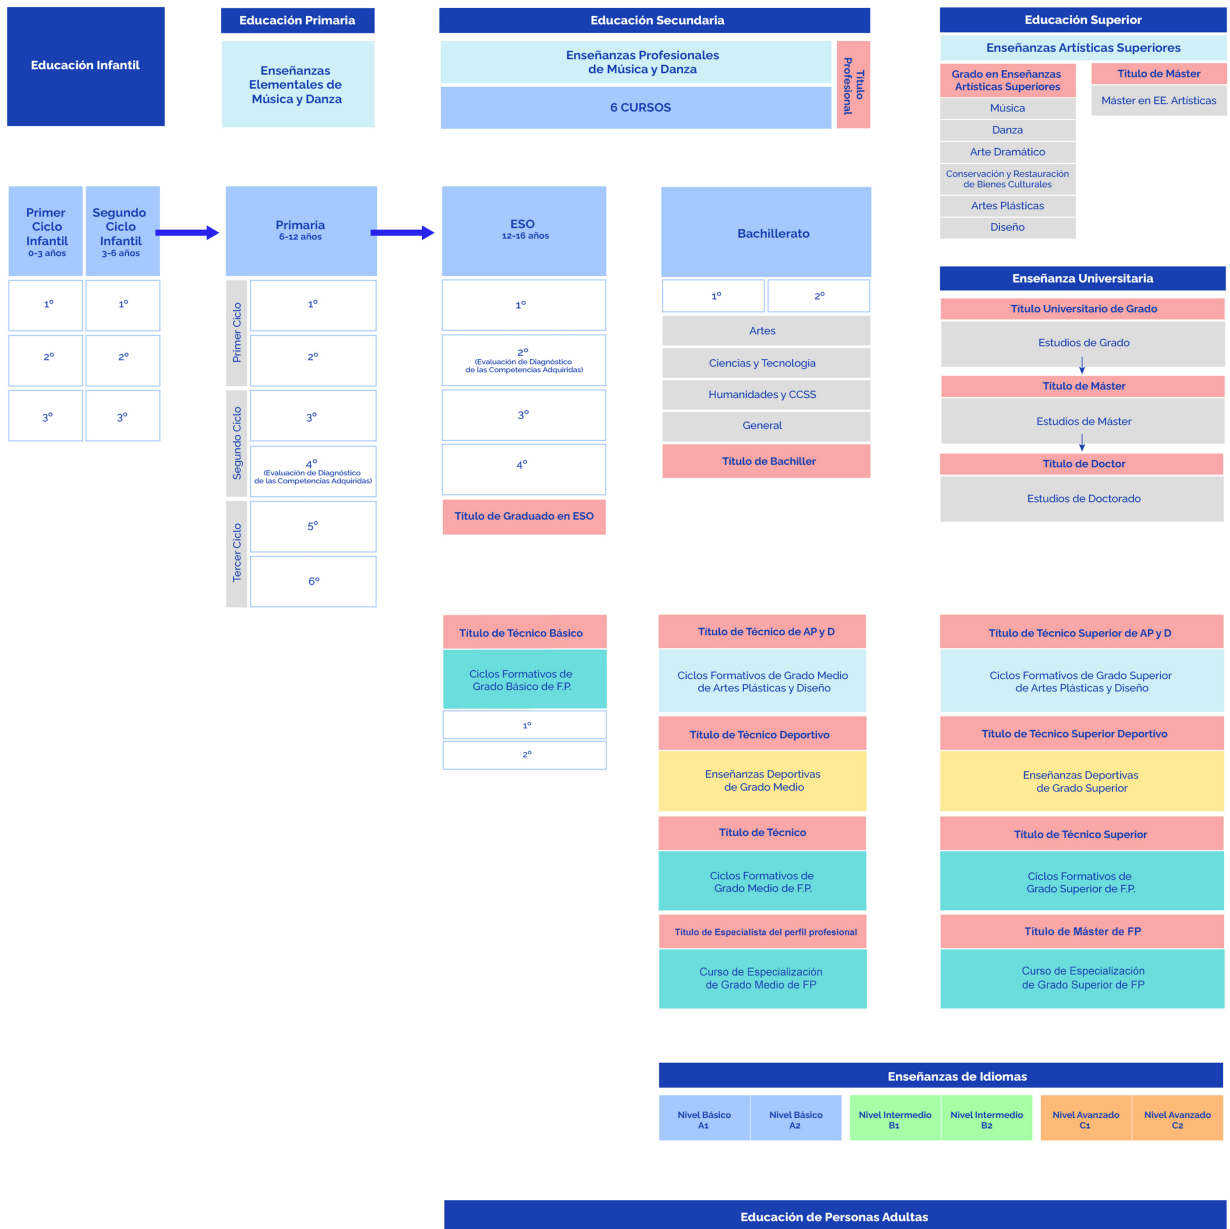 Educación Infantil
Educación Primaria
Enseñanzas
Elementales de
Música y Danza
Educación Secundaria
Enseñanzas Profesionales
de Música y Danza
6 CURSOS
Título
Profesional
Educación Superior
Enseñanzas Artísticas Superiores
Grado en Enseñanzas
Artísticas Superiores
Música
Danza
Arte Dramático
Conservación y Restauración
de Bienes Culturales
Artes Plásticas
Diseño
Título de Máster
Máster en EE. Artísticas
Primer
Ciclo
Infantil
0-3 años
1º
2º
3º
Segundo
Ciclo
Infantil
3-6 años
1º
2º
3º
Primaria
6-12 años
Primer Ciclo
1º
2º
Segundo Ciclo
3º
4º
(Evaluación de Diagnóstico
de las Competencias Adquiridas)
Tercer Ciclo
5º
6º
ESO
12-16 años
1º
2º
(Evaluación de Diagnóstico
de las Competencias Adquiridas)
3º
4º
Título de Graduado en ESO
Bachillerato
1º
2º
Artes
Ciencias y Tecnología
Humanidades y CCSS
General
Título de Bachiller
Enseñanza Universitaria
Título Universitario de Grado
Estudios de Grado
Título de Máster
Estudios de Máster
Título de Doctor
Estudios de Doctorado
Título de Técnico Básico
Ciclos Formativos de
Grado Básico de F.P.
1º
2º
Título de Técnico de AP y D
Ciclos Formativos de Grado Medio
de Artes Plásticas y Diseño
Título de Técnico Deportivo
Enseñanzas Deportivas
de Grado Medio
Título de Técnico
Ciclos Formativos de
Grado Medio de F.P.
Título de Especialista del perfil profesional
Curso de Especialización
de Grado Medio de FP
Título de Técnico Superior de AP y D
Ciclos Formativos de Grado Superior
de Artes Plásticas y Diseño
Título de Técnico Superior Deportivo
Enseñanzas Deportivas
de Grado Superior
Título de Técnico Superior
Ciclos Formativos de
Grado Superior de F.P.
Título de Máster de FP
Curso de Especialización
de Grado Superior de FP
Enseñanzas de Idiomas
Nivel Básico
A1
Nivel Básico
A2
Nivel Intermedio
B1
Nivel Intermedio
B2
Nivel Avanzado
C1
Nivel Avanzado
C2
Educación de Personas Adultas